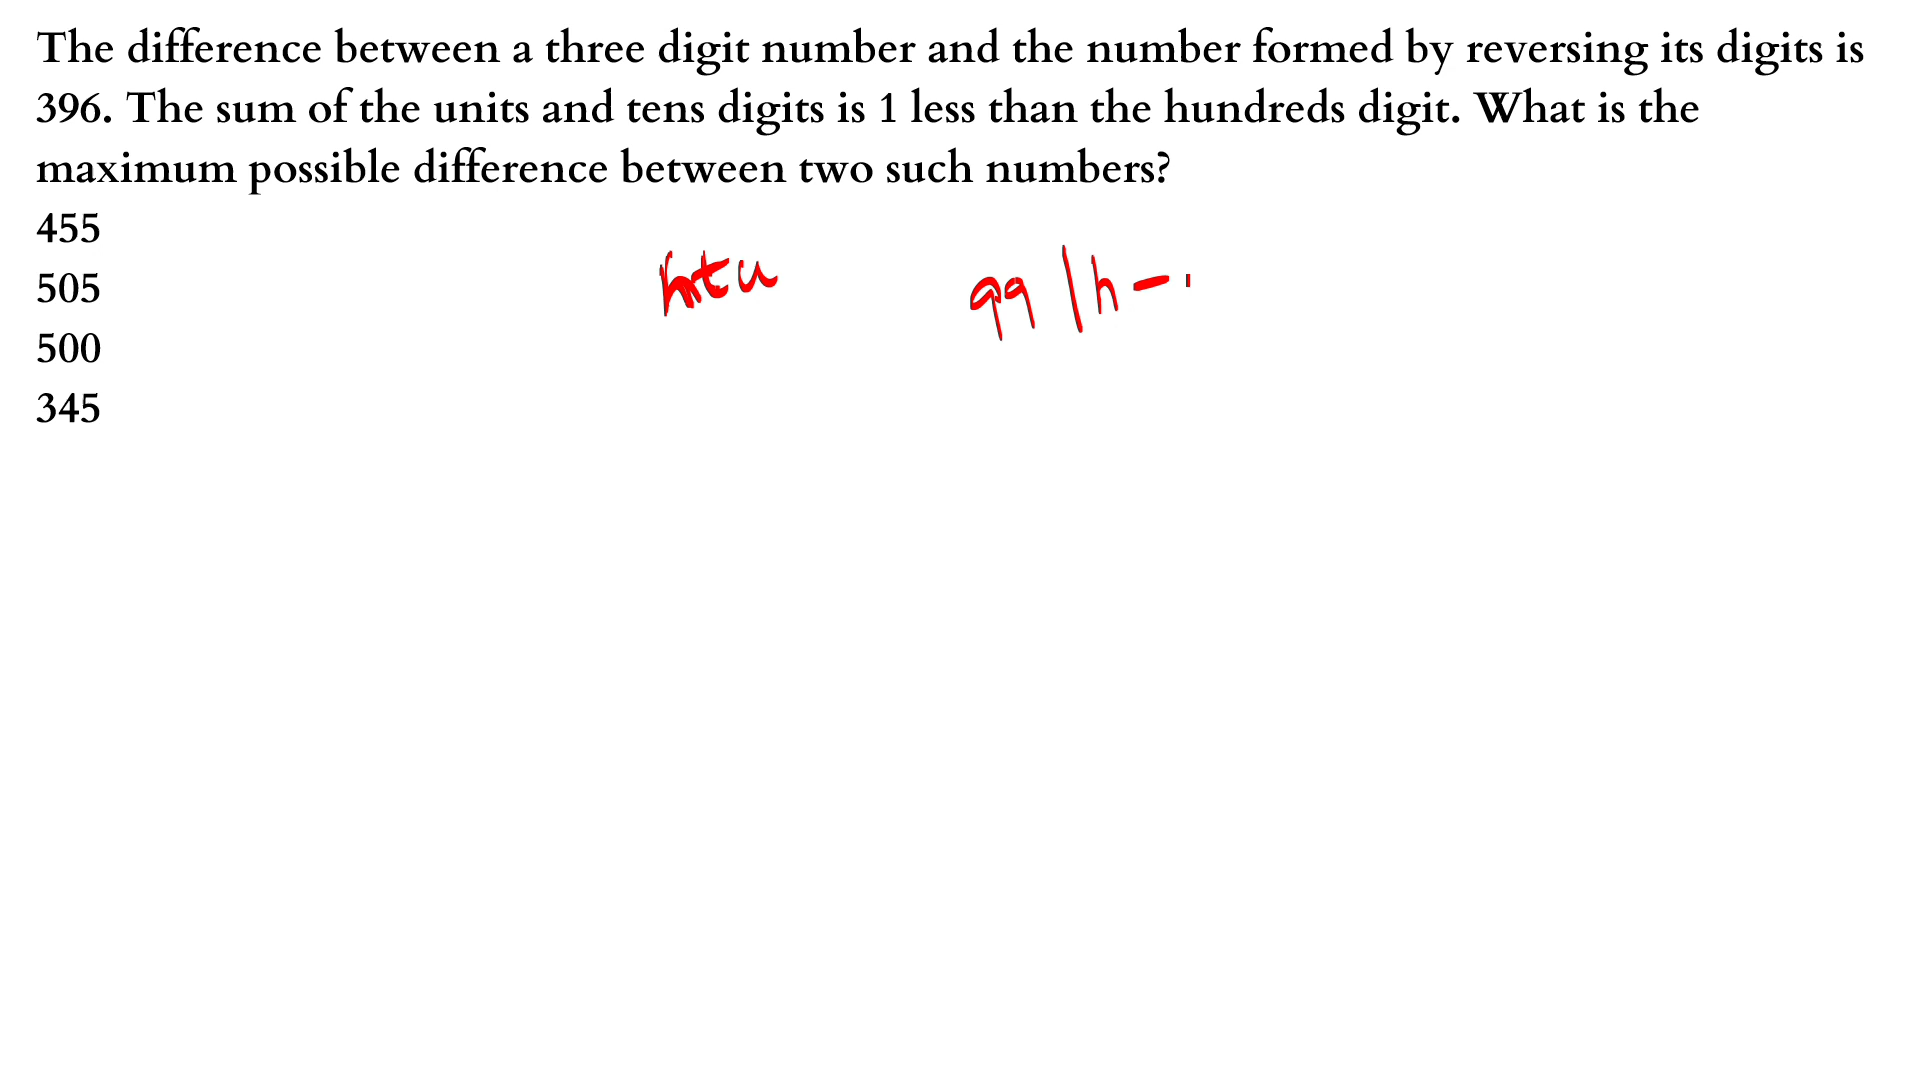 The difference between a three digit number and the number formed by reversing its digits is
396. The sum of the units and tens digits is 1 less than the hundreds digit. What is the
maximum possible difference between two such numbers?
455
505
500
345
htu 99 |h-